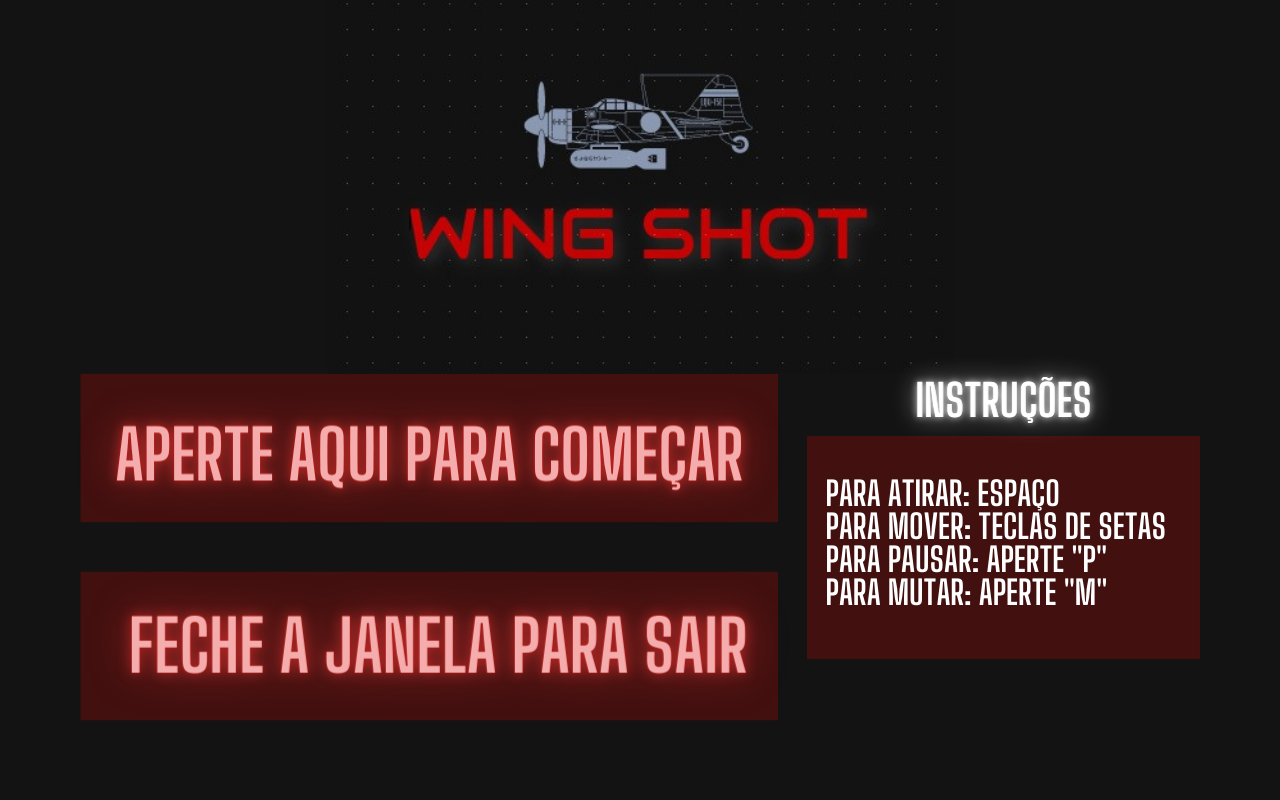 WING SHOT
APERTE AQUI PARA COMEÇAR
FECHE A JANELA PARA SAIR
INSTRUÇÕES
PARA ATIRAR: ESPAÇO
PARA MOVER: TECLAS DE SETAS
PARA PAUSAR: APERTE "P"
PARA MUTAR: APERTE "M"